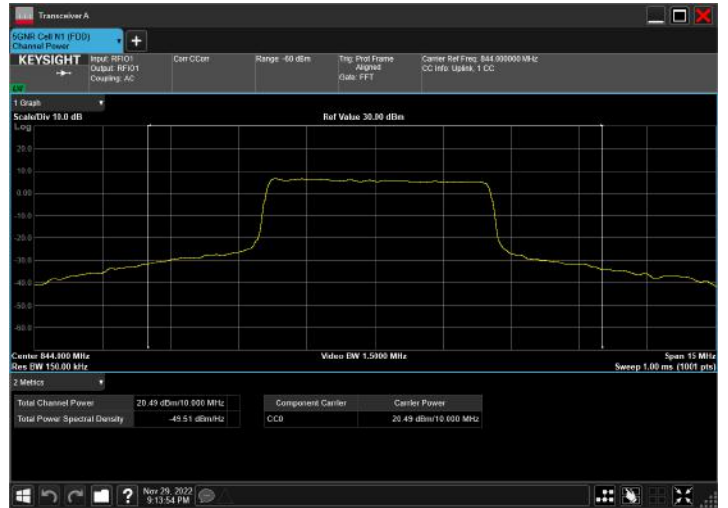 Transceiver A
5GNR Cell N1 (FDD)
Channel Power
KEYSIGHT
Input: RFIO1
Output: RFIO1
Coupling: AC
Corr CCorr
Range -60 dBm
Trig: Prot Frame
Aligned
Gate: FFT
Carrier Ref Freq: 844.000000 MHz
CC Info: Uplink, 1 CC
1 Graph
Scale/Div 10.0 dB
Ref Value 30.00 dBm
Log
20.0
10.0
0.00
-10.0
-20.0
-30.0
-40.0
-50.0
-60.0
Center 844.000 MHz
Video BW 1.5000 MHz
Span 15 MHz
Res BW 150.00 kHz
Sweep 1.00 ms (1001 pts)
2 Metrics
Total Channel Power 20.49 dBm/10.000 MHz
Total Power Spectral Density -49.51 dBm/Hz
Component Carrier Carrier Power
CC0 20.49 dBm/10.000 MHz
?
Nov 29, 2022
9:13:54 PM